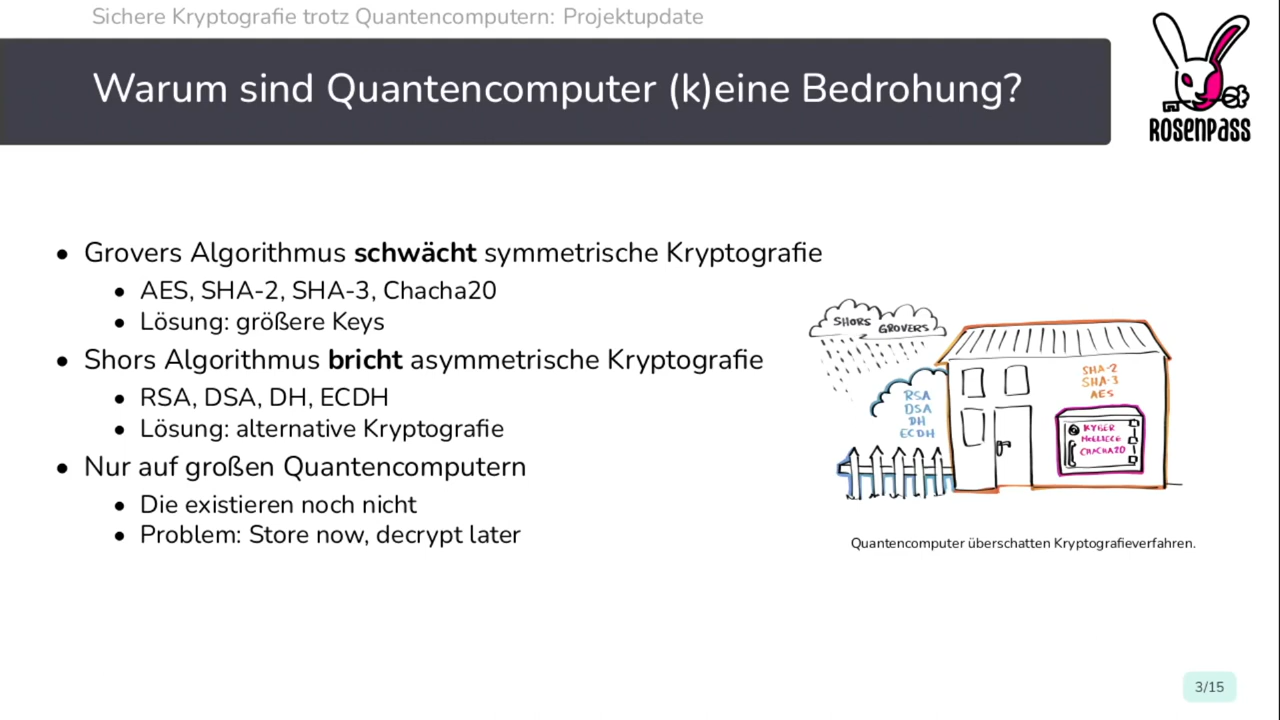 Sichere Kryptografie trotz Quantencomputern: Projektupdate
Warum sind Quantencomputer (k)eine Bedrohung?
ROSENPASS
• Grovers Algorithmus schwächt symmetrische Kryptografie
• AES, SHA-2, SHA-3, Chacha20
• Lösung: größere Keys
• Shors Algorithmus bricht asymmetrische Kryptografie
• RSA, DSA, DH, ECDH
• Lösung: alternative Kryptografie
• Nur auf großen Quantencomputern
• Die existieren noch nicht
• Problem: Store now, decrypt later
SHORS GROVERS
RSA
DSA
DH
ECDH
SHA-2
SHA-3
AES
KYBER
McELIECE
CHACHA20
Quantencomputer überschatten Kryptografieverfahren.
3/15